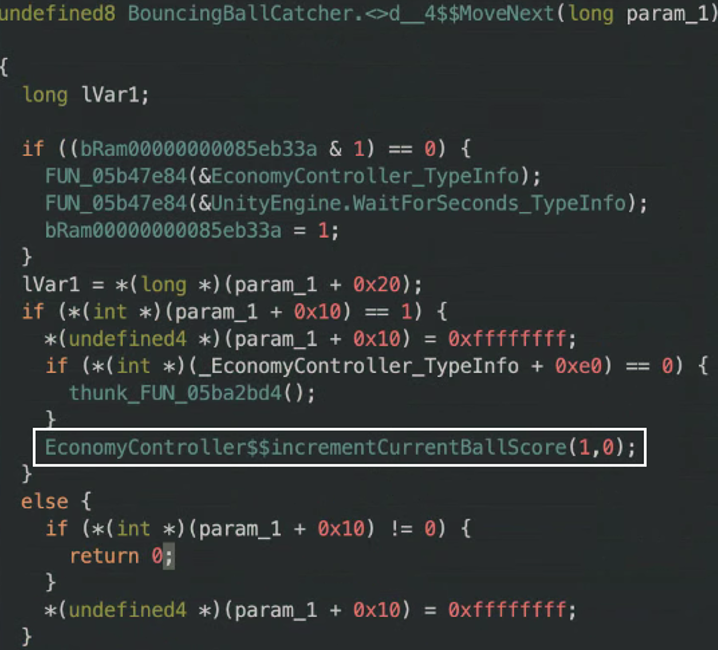 undefined8 BouncingBallCatcher.<>d__4$$MoveNext(long param_1)
{
long lVar1;
if ((bRam00000000085eb33a & 1) == 0) {
FUN_05b47e84(&EconomyController_TypeInfo);
FUN_05b47e84(&UnityEngine.WaitForSeconds_TypeInfo);
bRam00000000085eb33a = 1;
}
lVar1 = *(long *)(param_1 + 0x20);
if (*(int *)(param_1 + 0x10) == 1) {
*(undefined4 *)(param_1 + 0x10) = 0xffffffff;
if (*(int *)(_EconomyController_TypeInfo + 0xe0) == 0) {
thunk_FUN_05ba2bd4();
}
EconomyController$$incrementCurrentBallScore(1,0);
}
else {
if (*(int *)(param_1 + 0x10) != 0) {
return 0;
}
*(undefined4 *)(param_1 + 0x10) = 0xffffffff;
}